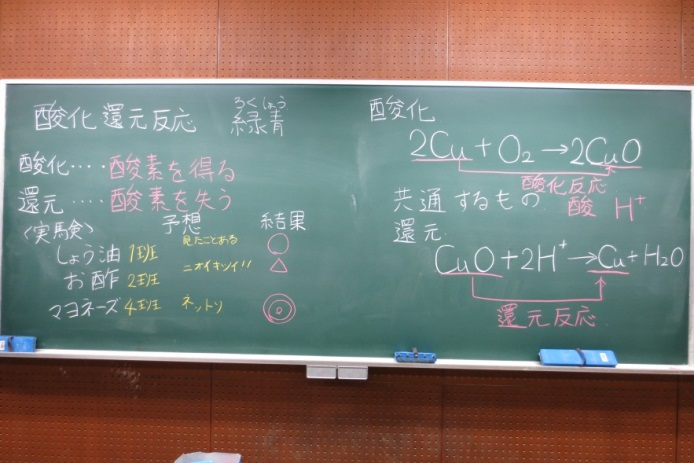 酸化還元反応
ろくしょう
緑青
酸化‥‥酸素を得る
還元‥‥酸素を失う
〈実験〉 予想 結果
しょう油 1班 見たことある ○
お酢 2班 ニオイキツイ!! △
マヨネーズ 4班 ネットリ ◎
酸化
2Cu+O₂→2CuO
酸化反応
共通するもの 酸 H⁺
還元
CuO+2H⁺→Cu+H₂O
還元反応